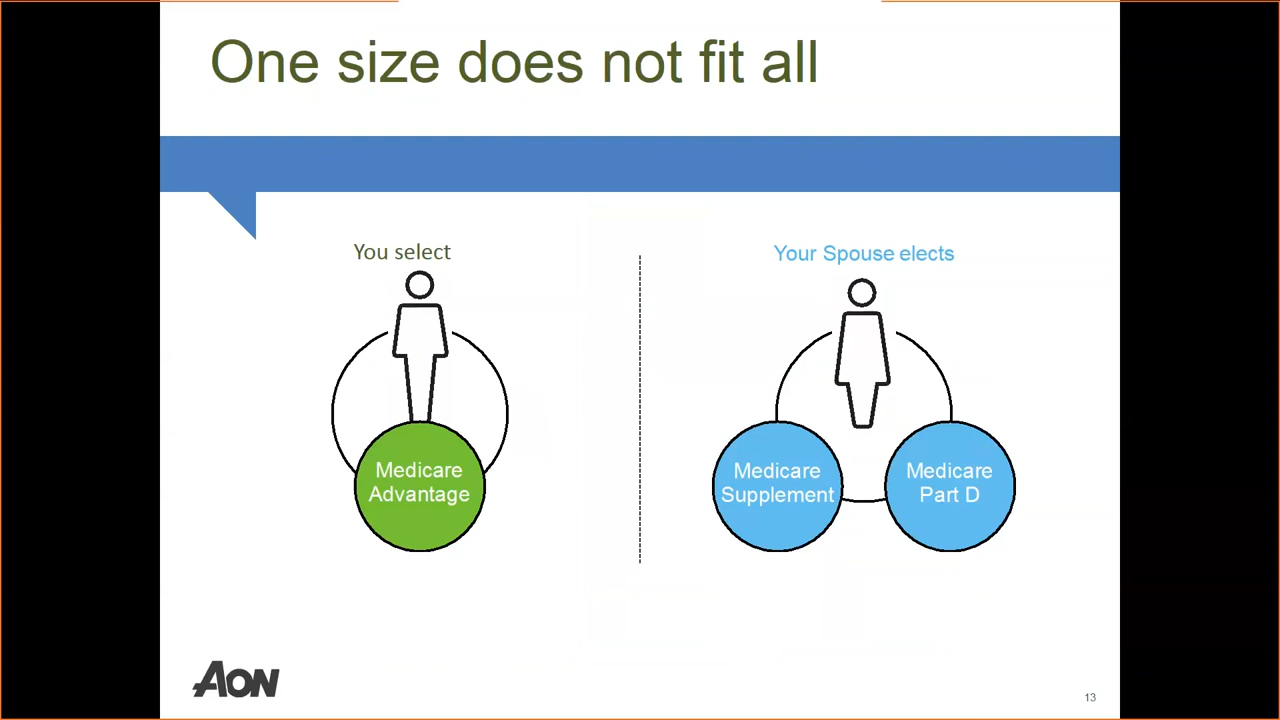 One size does not fit all
You select
Your Spouse elects
Medicare
Advantage
Medicare
Supplement
Medicare
Part D
AON
13